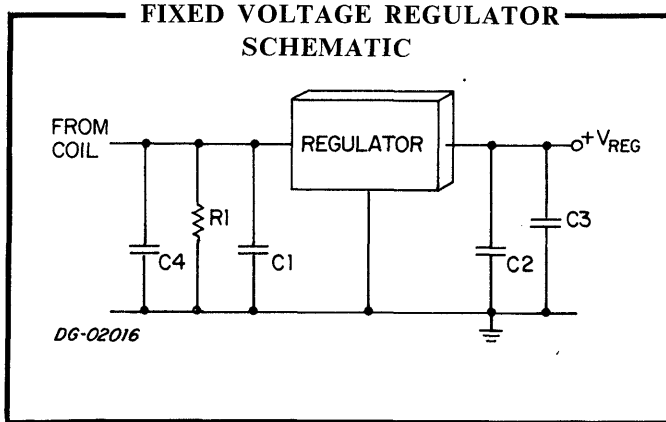 FIXED VOLTAGE REGULATOR
SCHEMATIC
FROM
COIL
REGULATOR
+VREG
R1
C3
C4
C1
C2
DG-02016